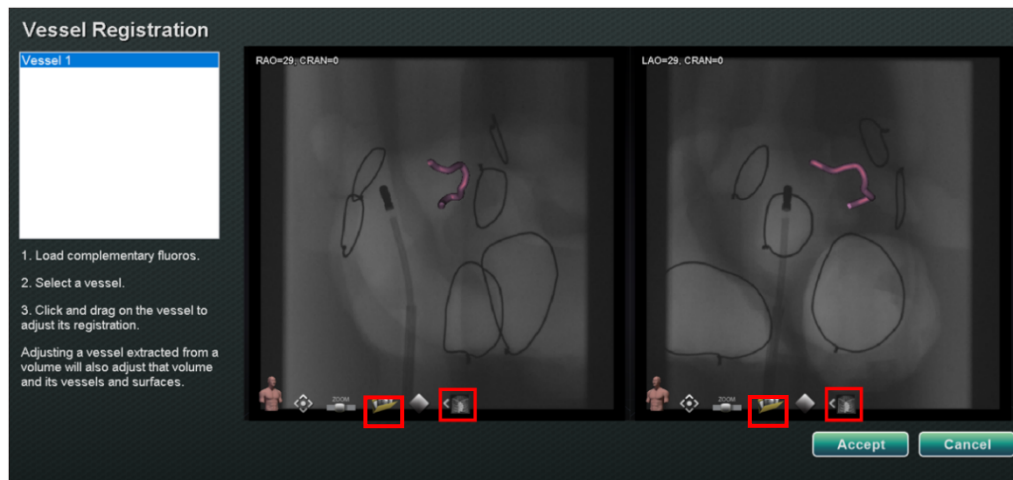 Vessel Registration
Vessel 1
RAO=29, CRAN=0
LAO=29, CRAN=0
1. Load complementary fluoros.
2. Select a vessel.
3. Click and drag on the vessel to
adjust its registration.
Adjusting a vessel extracted from a
volume will also adjust that volume
and its vessels and surfaces.
ZOOM
ZOOM
Accept
Cancel